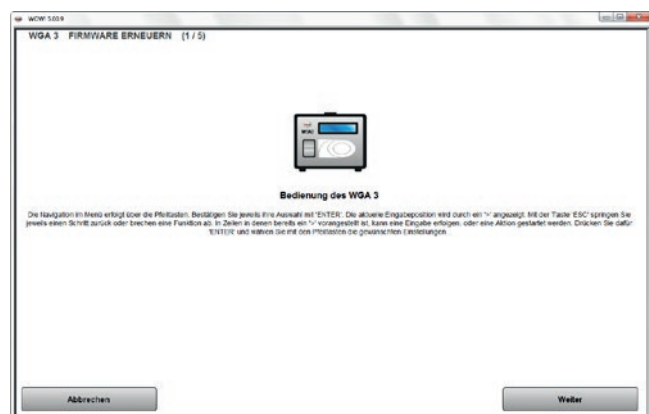 WOW! 5.00.9
WGA 3 FIRMWARE ERNEUERN (1 / 5)
WOW!
Bedienung des WGA 3
Die Navigation im Menü erfolgt über die Pfeiltasten. Bestätigen Sie jeweils Ihre Auswahl mit 'ENTER'. Die aktuelle Eingabeposition wird durch ein '>' angezeigt. Mit der Taste 'ESC' springen Sie
jeweils einen Schritt zurück oder brechen eine Funktion ab. In Zeilen in denen bereits ein '>' vorangestellt ist, kann eine Eingabe erfolgen, oder eine Aktion gestartet werden. Drücken Sie dafür
'ENTER' und wählen Sie mit den Pfeiltasten die gewünschten Einstellungen.
Abbrechen
Weiter